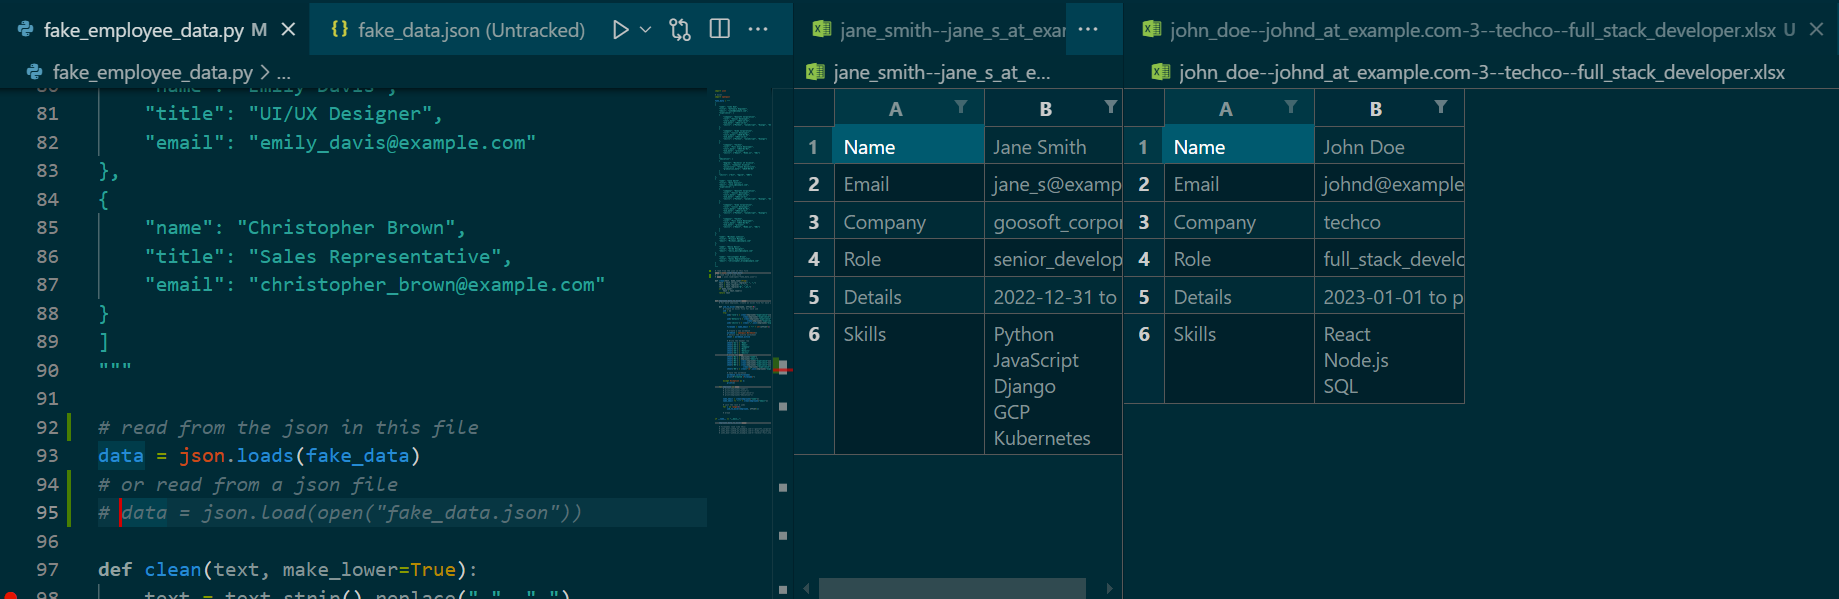 fake_employee_data.py M
fake_data.json (Untracked)
fake_employee_data.py > ...
80 "name": "Emily Davis",
81 "title": "UI/UX Designer",
82 "email": "emily_davis@example.com"
83 },
84 {
85 "name": "Christopher Brown",
86 "title": "Sales Representative",
87 "email": "christopher_brown@example.com"
88 }
89 ]
90 """
91
92 # read from the json in this file
93 data = json.loads(fake_data)
94 # or read from a json file
95 # data = json.load(open("fake_data.json"))
96
97 def clean(text, make_lower=True):
98 text = text.strip().replace(
jane_smith--jane_s_at_exam
jane_smith--jane_s_at_e...
A B
1 Name Jane Smith
2 Email jane_s@examp
3 Company goosoft_corpor
4 Role senior_develop
5 Details 2022-12-31 to
6 Skills Python
JavaScript
Django
GCP
Kubernetes
john_doe--johnd_at_example.com-3--techco--full_stack_developer.xlsx U
john_doe--johnd_at_example.com-3--techco--full_stack_developer.xlsx
A B
1 Name John Doe
2 Email johnd@example
3 Company techco
4 Role full_stack_develo
5 Details 2023-01-01 to p
6 Skills React
Node.js
SQL